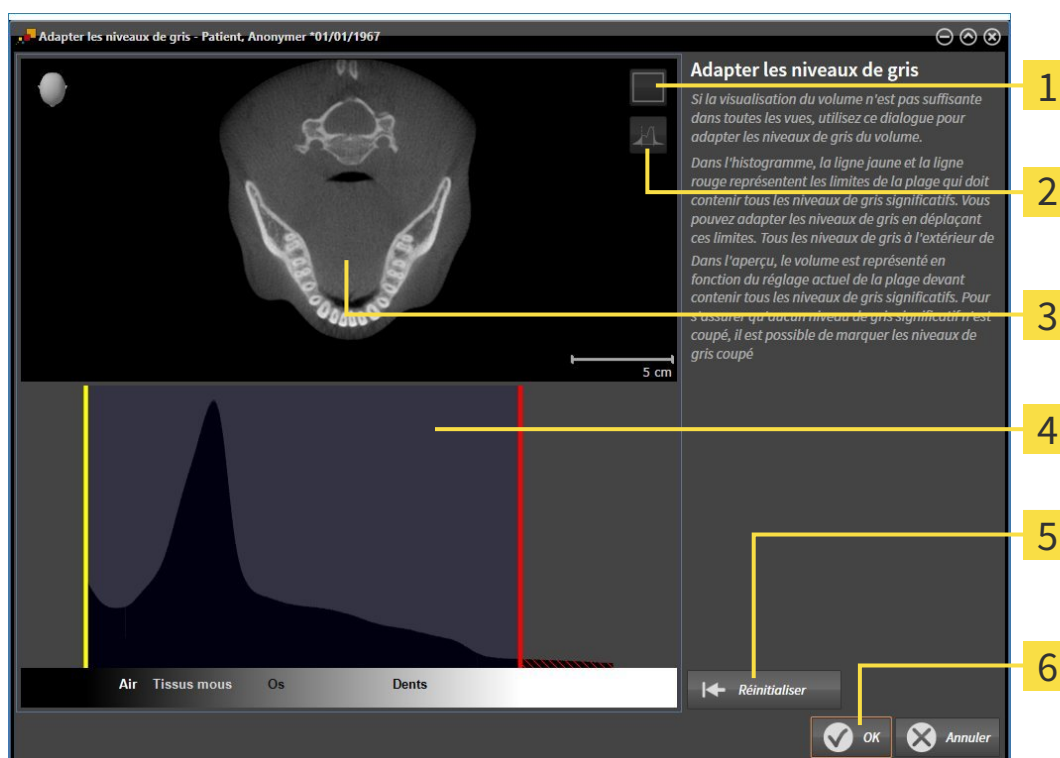 Adapter les niveaux de gris - Patient, Anonymer *01/01/1967
Adapter les niveaux de gris
Si la visualisation du volume n'est pas suffisante
dans toutes les vues, utilisez ce dialogue pour
adapter les niveaux de gris du volume.
Dans l'histogramme, la ligne jaune et la ligne
rouge représentent les limites de la plage qui doit
contenir tous les niveaux de gris significatifs. Vous
pouvez adapter les niveaux de gris en déplaçant
ces limites. Tous les niveaux de gris à l'extérieur de
Dans l'aperçu, le volume est représenté en
fonction du réglage actuel de la plage devant
contenir tous les niveaux de gris significatifs. Pour
s'assurer qu'aucun niveau de gris significatif n'est
coupé, il est possible de marquer les niveaux de
gris coupé
1
2
3
5 cm
4
5
6
Air Tissus mous Os Dents
Réinitialiser
OK
Annuler